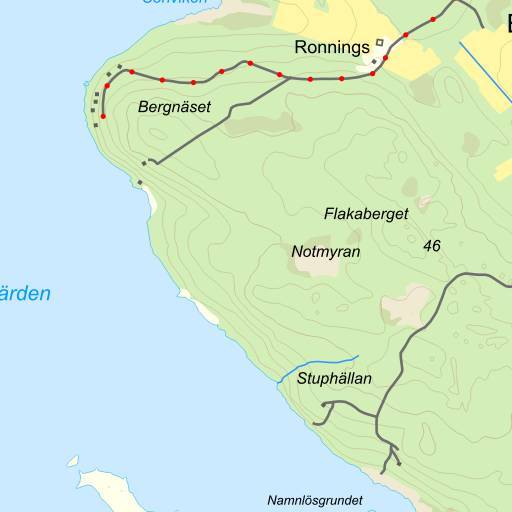 Ronnings
Bergnäset
Flakaberget
46
Notmyran
ärden
Stuphällan
Namnlösgrundet